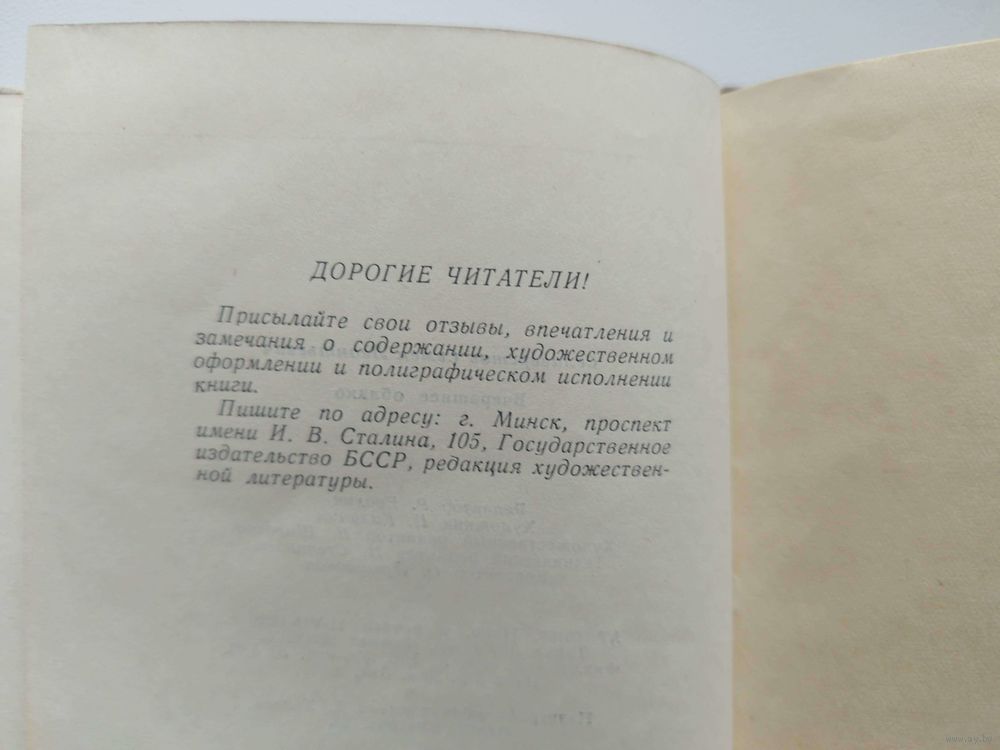 ДОРОГИЕ ЧИТАТЕЛИ!
Присылайте свои отзывы, впечатления и
замечания о содержании, художественном
оформлении и полиграфическом исполнении
книги.
Пишите по адресу: г. Минск, проспект
имени И. В. Сталина, 105, Государственное
издательство БССР, редакция художествен-
ной литературы.